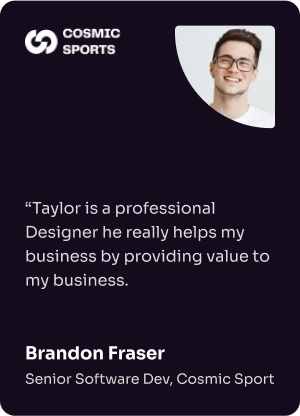 COSMIC
SPORTS
“Taylor is a professional
Designer he really helps my
business by providing value to
my business.
Brandon Fraser
Senior Software Dev, Cosmic Sport